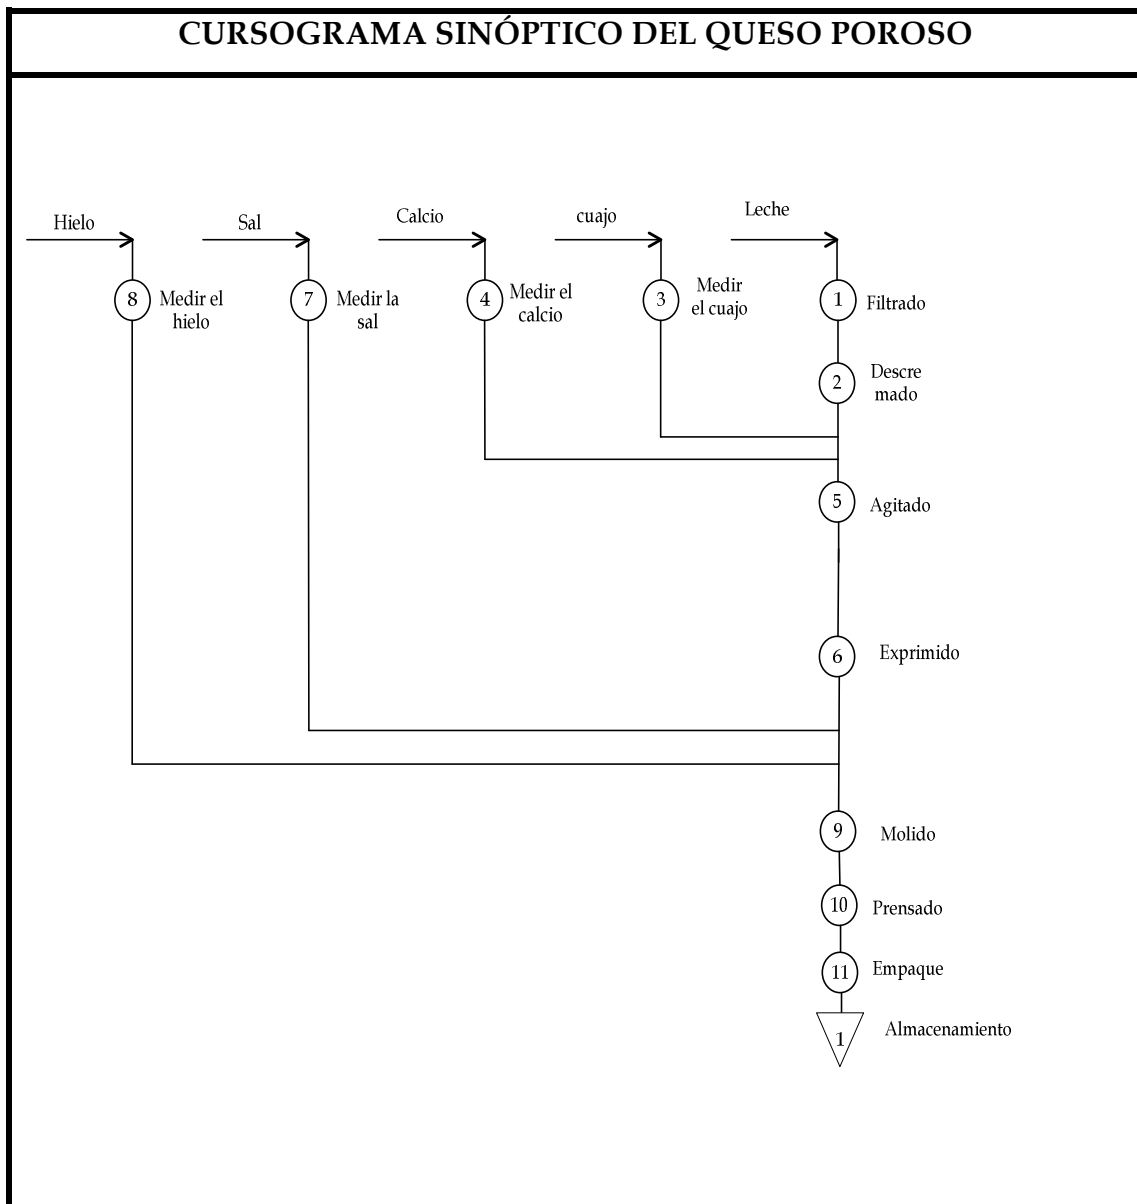 CURSOGRAMA SINÓPTICO DEL QUESO POROSO
Hielo
Sal
Calcio
cuajo
Leche
8
Medir el
hielo
7
Medir la
sal
4
Medir el
calcio
3
Medir
el cuajo
1
Filtrado
2
Descre
mado
5
Agitado
6
Exprimido
9
Molido
10
Prensado
11
Empaque
1
Almacenamiento